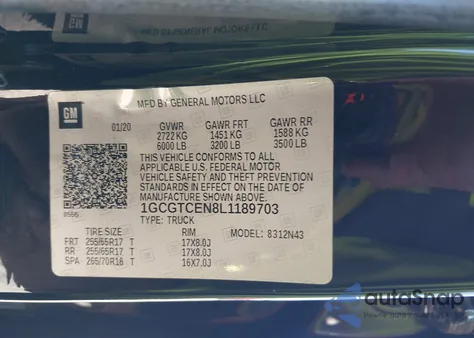 MFD BY GENERAL MOTORS LLC
GM
01/20 GVWR GAWR FRT GAWR RR
2722 KG 1451 KG 1588 KG
6000 LB 3200 LB 3500 LB
THIS VEHICLE CONFORMS TO ALL
APPLICABLE U.S. FEDERAL MOTOR
VEHICLE SAFETY AND THEFT
PREVENTION STANDARDS IN EFFECT
ON THE DATE OF MANUFACTURE
SHOWN ABOVE.
1GCGTCEN8L1189703
TYPE: TRUCK
TIRE SIZE RIM MODEL: 8312N43
FRT 255/65R17 T 17X8.0J
RR 255/65R17 T 17X8.0J
SPA 265/70R16 T 16X7.0J
autoSnap